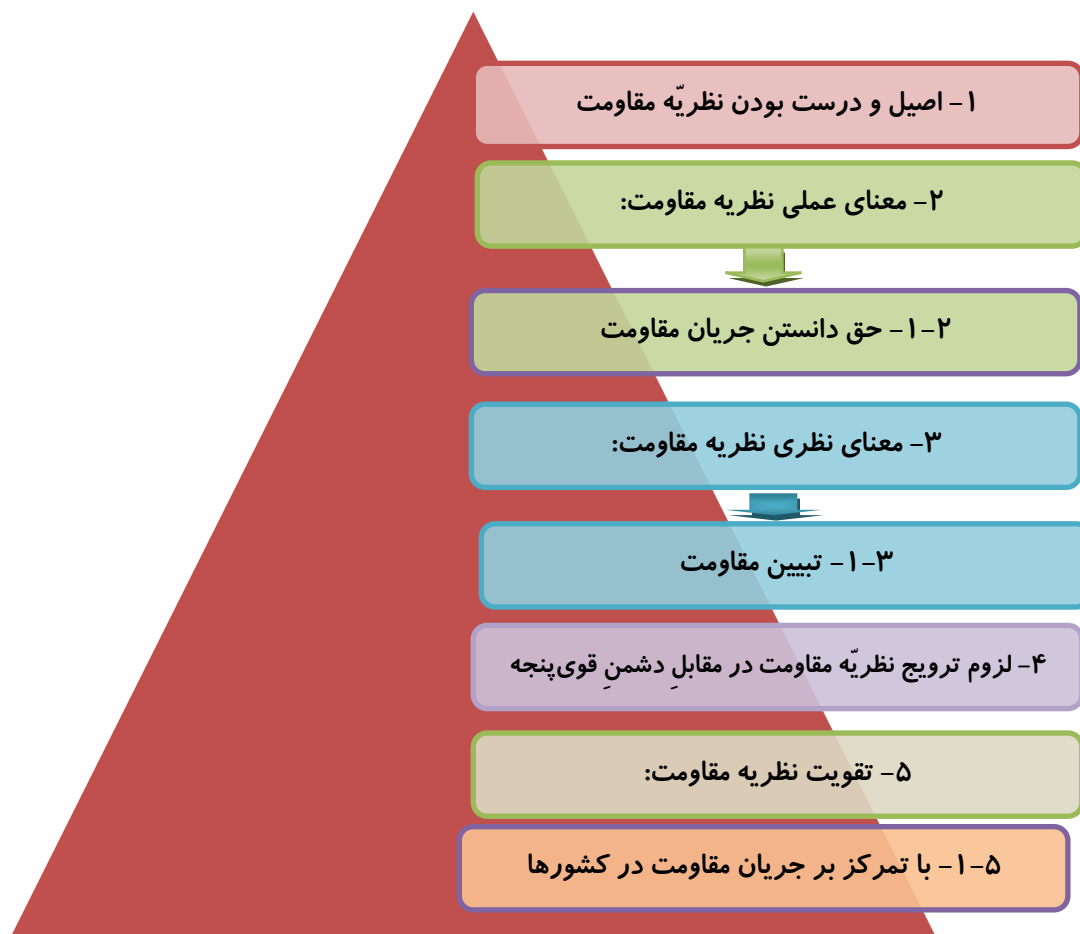 ۱- اصیل و درست بودن نظریّه مقاومت
۲- معنای عملی نظریه مقاومت:
۲-۱- حق دانستن جریان مقاومت
۳- معنای نظری نظریه مقاومت:
۳-۱- تبیین مقاومت
۴- لزوم ترویج نظریّه مقاومت در مقابلِ دشمنِ قوی‌پنجه
۵- تقویت نظریه مقاومت:
۵-۱- با تمرکز بر جریان مقاومت در کشورها